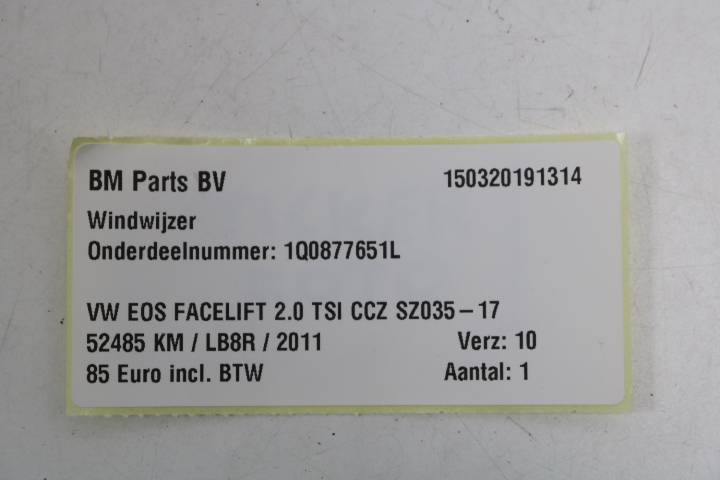 BM Parts BV 150320191314
Windwijzer
Onderdeelnummer: 1Q0877651L
VW EOS FACELIFT 2.0 TSI CCZ SZ035-17
52485 KM / LB8R / 2011 Verz: 10
85 Euro incl. BTW Aantal: 1